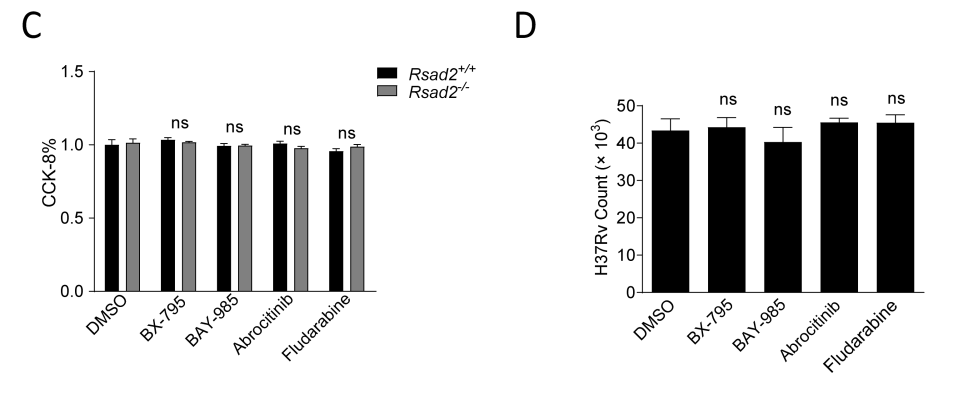 C
1.5
1.0
0.5
0.0
CCK-8%
Rsad2+/+
Rsad2-/-
ns
ns
ns
ns
DMSO
BX-795
BAY-985
Abrocitinib
Fludarabine
D
50
40
30
20
10
0
H37Rv Count (× 10³)
ns
ns
ns
ns
DMSO
BX-795
BAY-985
Abrocitinib
Fludarabine